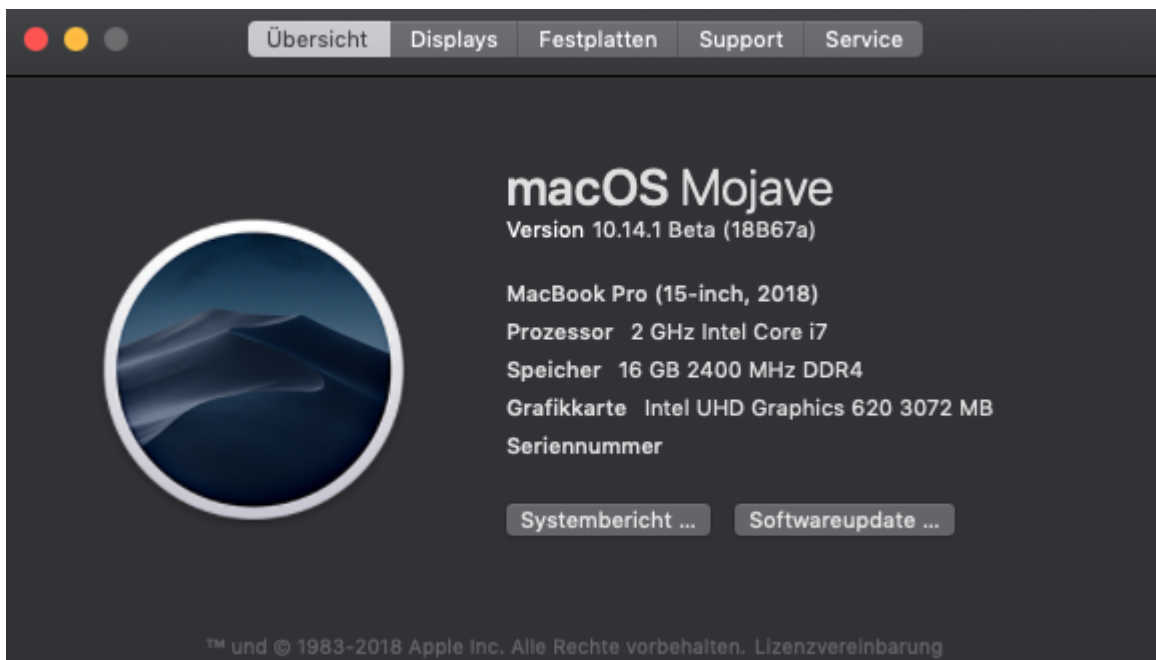 Übersicht Displays Festplatten Support Service
macOS Mojave
Version 10.14.1 Beta (18B67a)
MacBook Pro (15-inch, 2018)
Prozessor 2 GHz Intel Core i7
Speicher 16 GB 2400 MHz DDR4
Grafikkarte Intel UHD Graphics 620 3072 MB
Seriennummer
Systembericht ... Softwareupdate ...
™ und © 1983-2018 Apple Inc. Alle Rechte vorbehalten. Lizenzvereinbarung